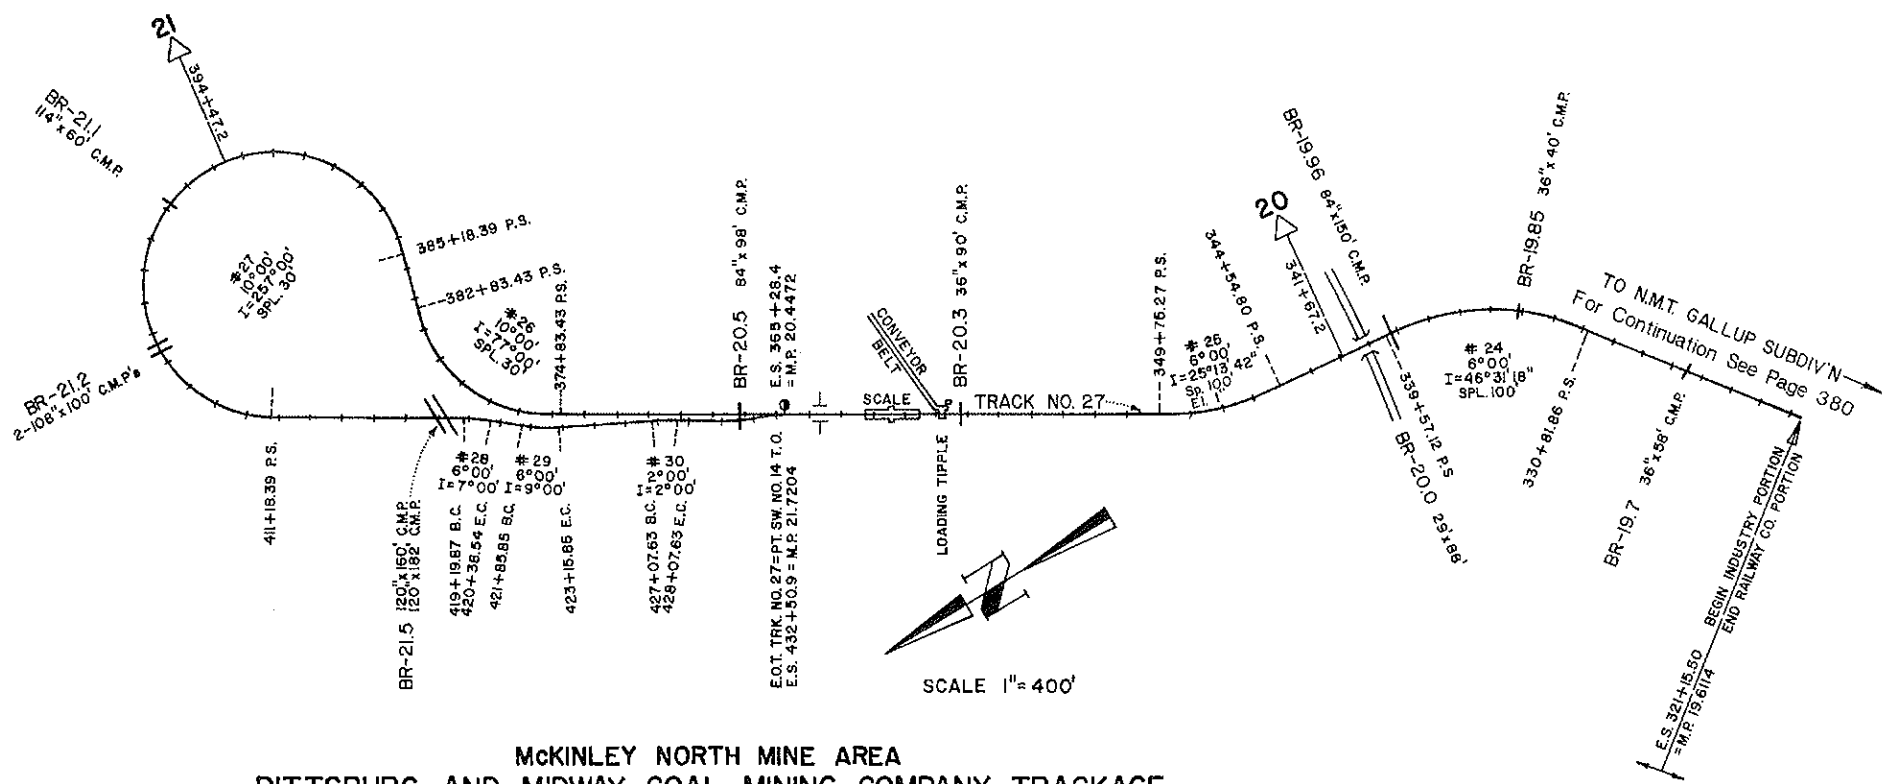 21
394+47.2
BR-21.1
114"x60' C.M.P.
#27
10°00'
I=257°00'
SPL. 30'
385+18.39 P.S.
382+83.43 P.S.
#26
10°00'
I=77°00'
SPL.30'
374+83.43 P.S.
BR-21.2
2-108"x100' C.M.P's
411+18.39 P.S.
BR-21.5 120"x160' C.M.P.
120"x182' C.M.P.
#28
6°00'
I=7°00'
419+19.87 B.C.
420+38.54 E.C.
#29
6°00'
I=9°00'
421+85.85 B.C.
423+15.85 E.C.
#30
2°00'
I=2°00'
427+07.63 B.C.
428+07.63 E.C.
BR-20.5 84"x98' C.M.P.
E.S. 365+28.4
=M.P. 20.4472
E.O.T. TRK. NO. 27=PT. SW. NO. 14 T.O.
E.S. 432+50.9 = M.P. 21.7204
CONVEYOR
BELT
SCALE
LOADING TIPPLE
BR-20.3 36"x90' C.M.P.
TRACK NO. 27
349+75.27 P.S.
#25
6°00'
I=25°13'42"
Sp. 100'
E.I.
344+54.80 P.S.
20
341+67.2
BR-19.96 84"x150' C.M.P.
339+57.12 P.S
BR-20.0 29'x88'
#24
6°00'
I=46°31'18"
SPL.100'
BR-19.85 36"x40' C.M.P.
330+81.86 P.S.
BR-19.7 36"x58' C.M.P.
TO N.M.T. GALLUP SUBDIV'N
For Continuation See Page 380
BEGIN INDUSTRY PORTION
END RAILWAY CO. PORTION
E.S. 321+15.50
=M.P. 19.6114
SCALE 1"=400'
McKINLEY NORTH MINE AREA
PITTSBURG AND MIDWAY COAL MINING COMPANY TRACKAGE